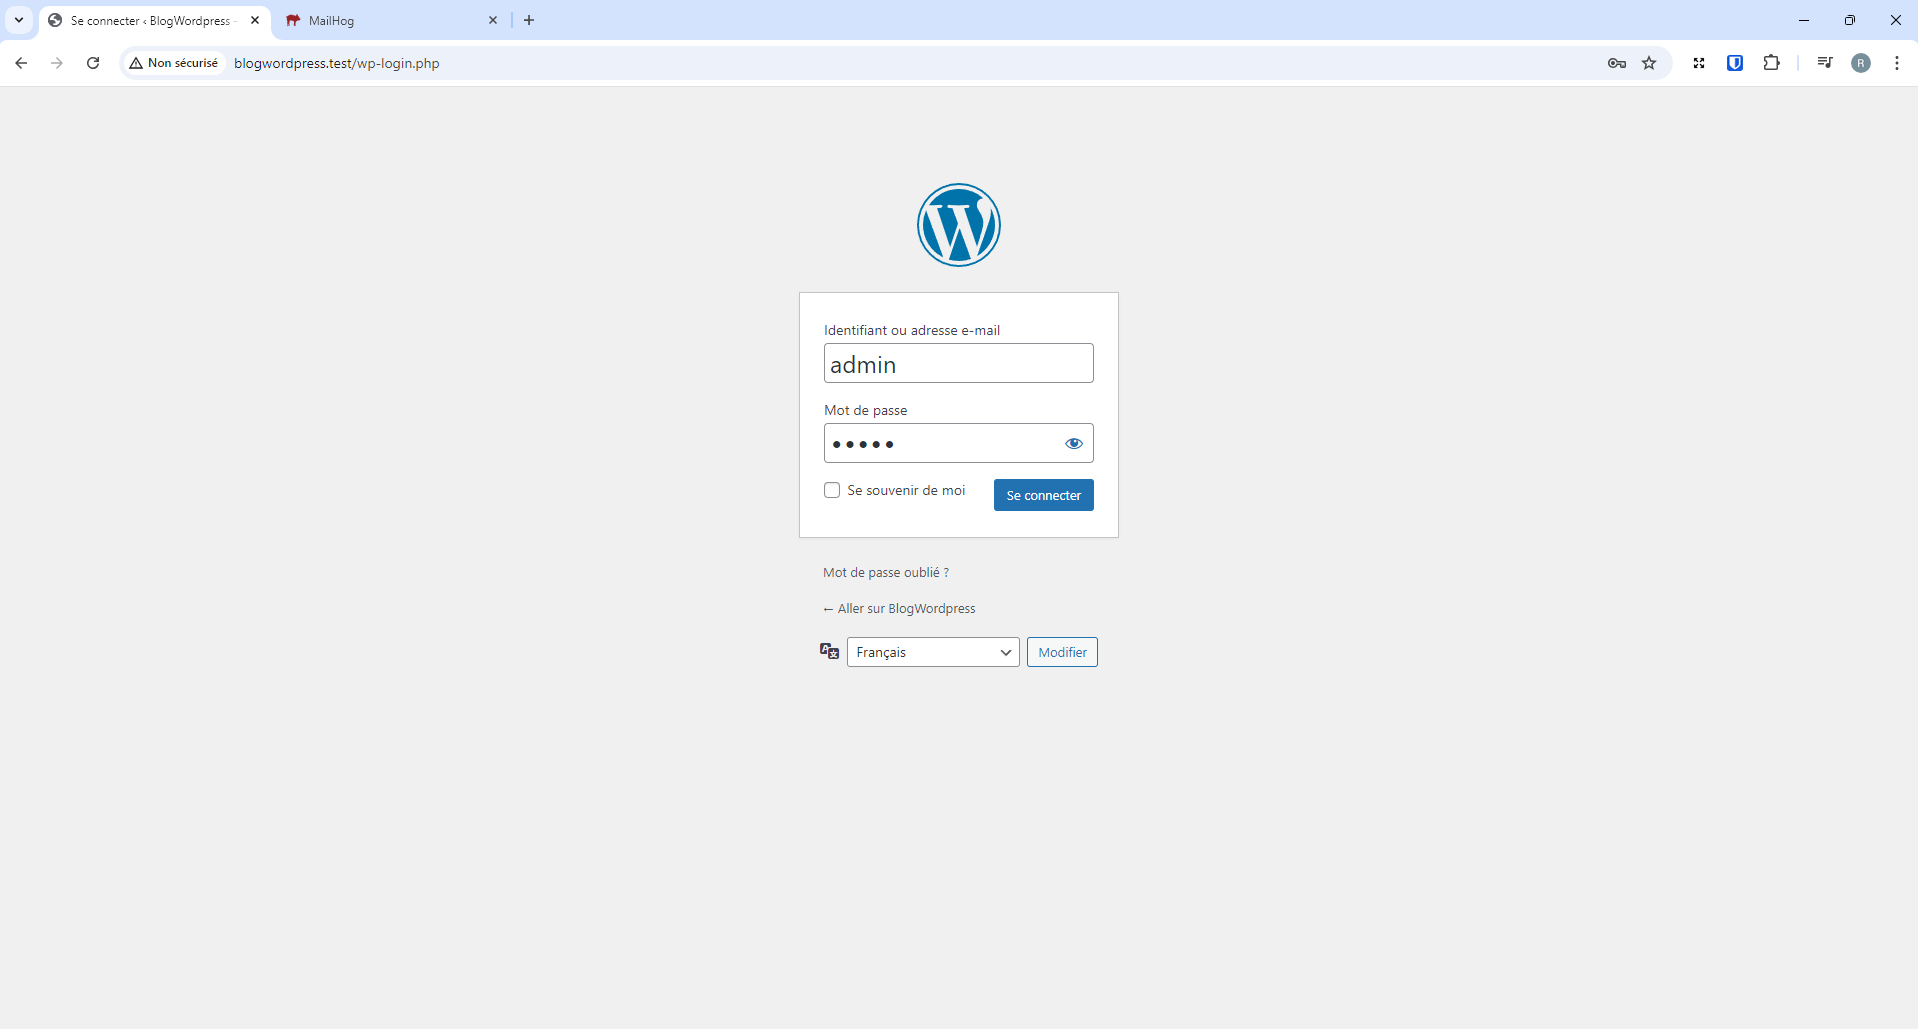 Se connecter ‹ BlogWordpress
MailHog
Non sécurisé
blogwordpress.test/wp-login.php
R
Identifiant ou adresse e-mail
admin
Mot de passe
Se souvenir de moi
Se connecter
Mot de passe oublié ?
← Aller sur BlogWordpress
Français
Modifier